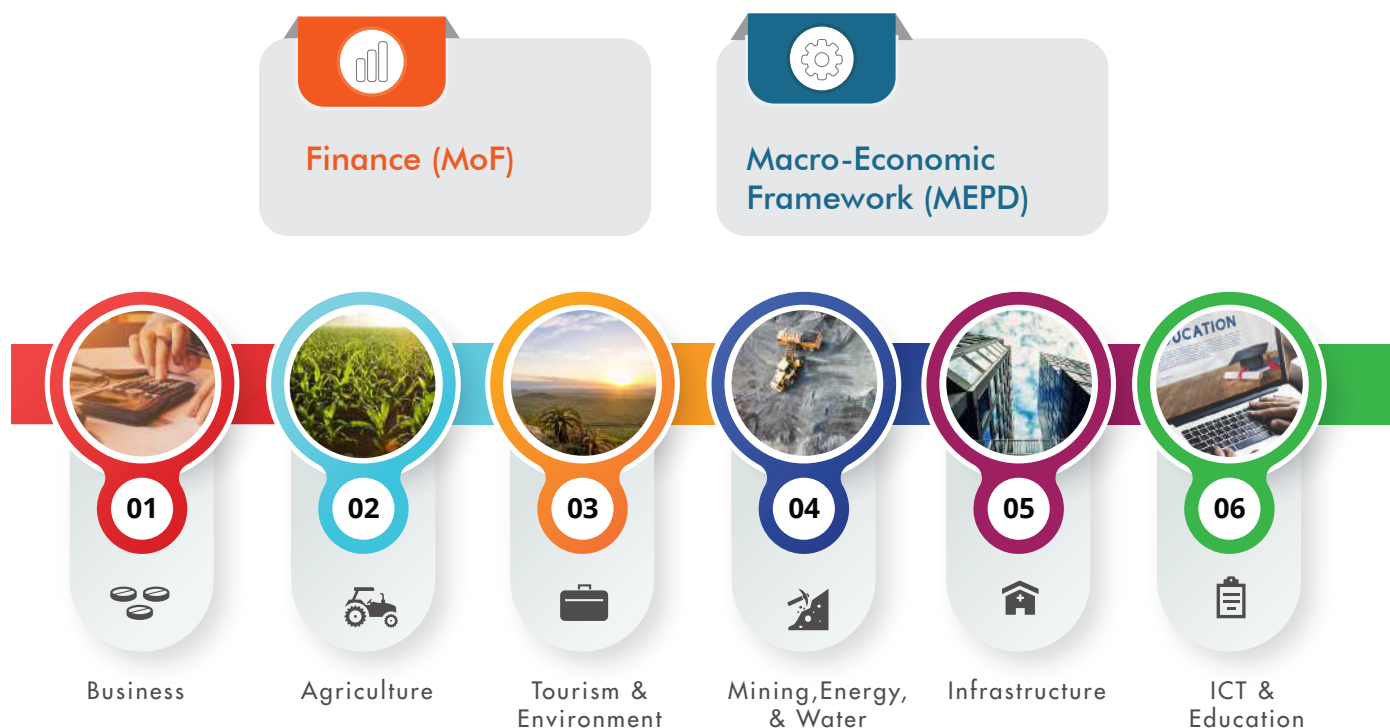 Finance (MoF)
Macro-Economic
Framework (MEPD)
UCATION
01
02
03
04
05
06
Business
Agriculture
Tourism &
Environment
Mining,Energy,
& Water
Infrastructure
ICT &
Education